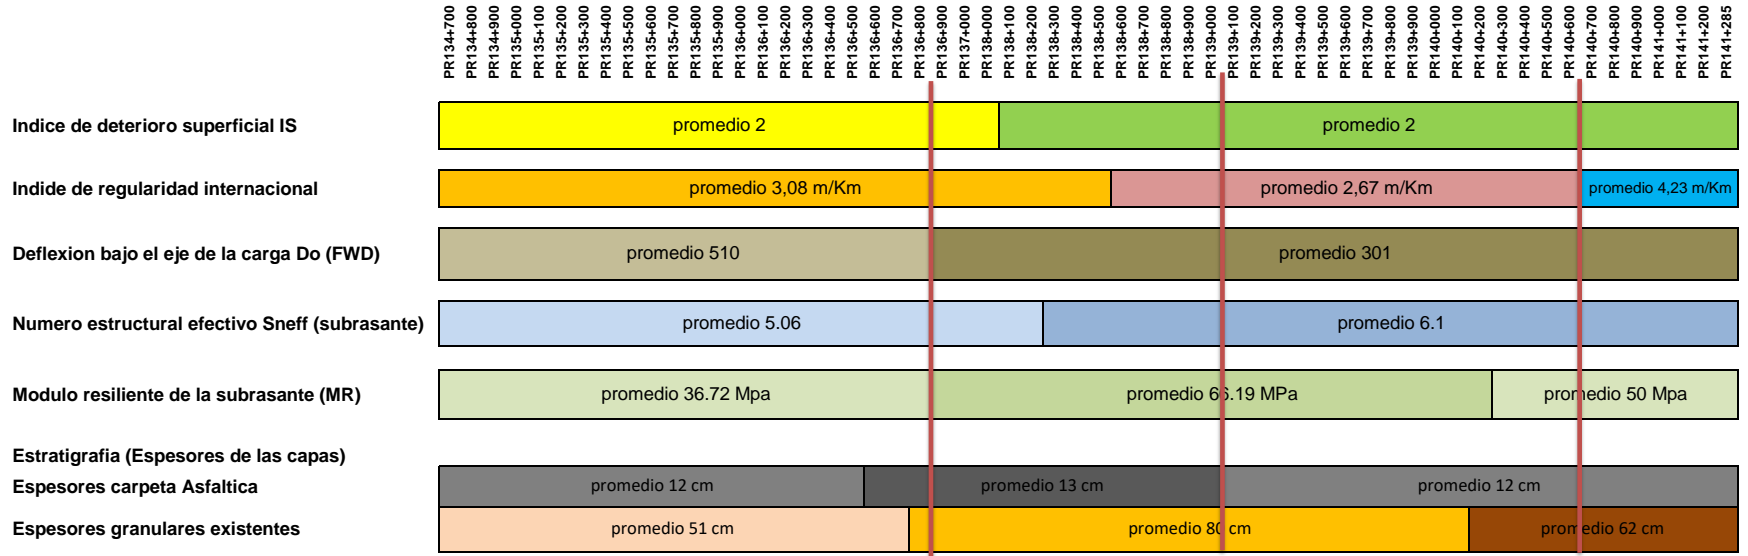 PR134+700
PR134+800
PR134+900
PR135+000
PR135+100
PR135+200
PR135+300
PR135+400
PR135+500
PR135+600
PR135+700
PR135+800
PR135+900
PR136+000
PR136+100
PR136+200
PR136+300
PR136+400
PR136+500
PR136+600
PR136+700
PR136+800
PR136+900
PR137+000
PR138+000
PR138+100
PR138+200
PR138+300
PR138+400
PR138+500
PR138+600
PR138+700
PR138+800
PR138+900
PR139+000
PR139+100
PR139+200
PR139+300
PR139+400
PR139+500
PR139+600
PR139+700
PR139+800
PR139+900
PR140+000
PR140+100
PR140+200
PR140+300
PR140+400
PR140+500
PR140+600
PR140+700
PR140+800
PR140+900
PR141+000
PR141+100
PR141+200
PR141+285
Indice de deterioro superficial IS
promedio 2
promedio 2
Indide de regularidad internacional
promedio 3,08 m/Km
promedio 2,67 m/Km
promedio 4,23 m/Km
Deflexion bajo el eje de la carga Do (FWD)
promedio 510
promedio 301
Numero estructural efectivo Sneff (subrasante)
promedio 5.06
promedio 6.1
Modulo resiliente de la subrasante (MR)
promedio 36.72 Mpa
promedio 66.19 MPa
promedio 50 Mpa
Estratigrafia (Espesores de las capas)
Espesores carpeta Asfaltica
promedio 12 cm
promedio 13 cm
promedio 12 cm
Espesores granulares existentes
promedio 51 cm
promedio 80 cm
promedio 62 cm